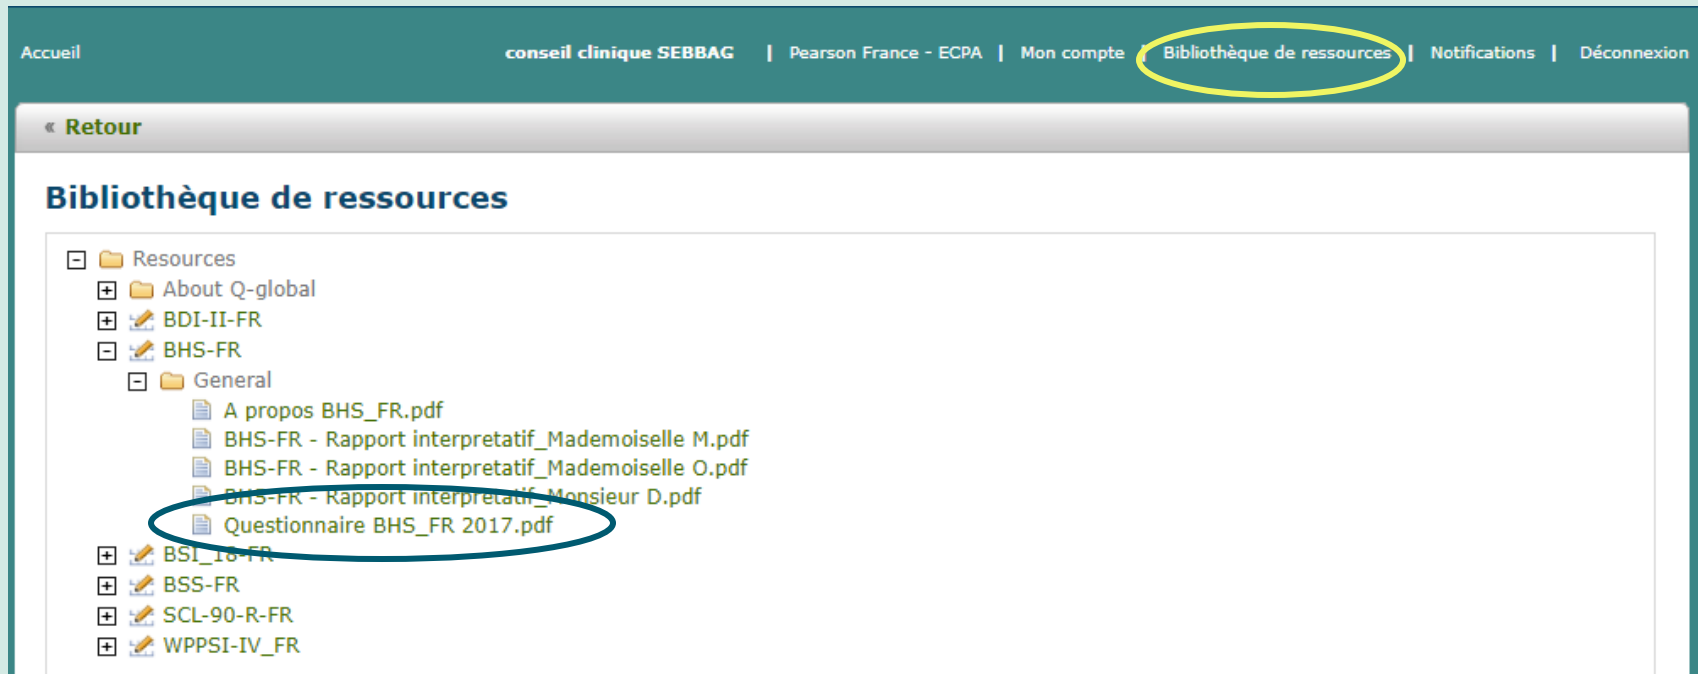 Accueil conseil clinique SEBBAG | Pearson France - ECPA | Mon compte | Bibliothèque de ressources | Notifications | Déconnexion
« Retour
Bibliothèque de ressources
Resources
About Q-global
BDI-II-FR
BHS-FR
General
A propos BHS_FR.pdf
BHS-FR - Rapport interpretatif_Mademoiselle M.pdf
BHS-FR - Rapport interpretatif_Mademoiselle O.pdf
BHS-FR - Rapport interpretatif_Monsieur D.pdf
Questionnaire BHS_FR 2017.pdf
BSI_18-FR
BSS-FR
SCL-90-R-FR
WPPSI-IV_FR